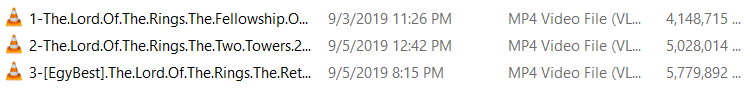 1-The.Lord.Of.The.Rings.The.Fellowship.O... 9/3/2019 11:26 PM MP4 Video File (VL... 4,148,715 ...
2-The.Lord.Of.The.Rings.The.Two.Towers.2... 9/5/2019 12:42 PM MP4 Video File (VL... 5,028,014 ...
3-[EgyBest].The.Lord.Of.The.Rings.The.Ret... 9/5/2019 8:15 PM MP4 Video File (VL... 5,779,892 ...